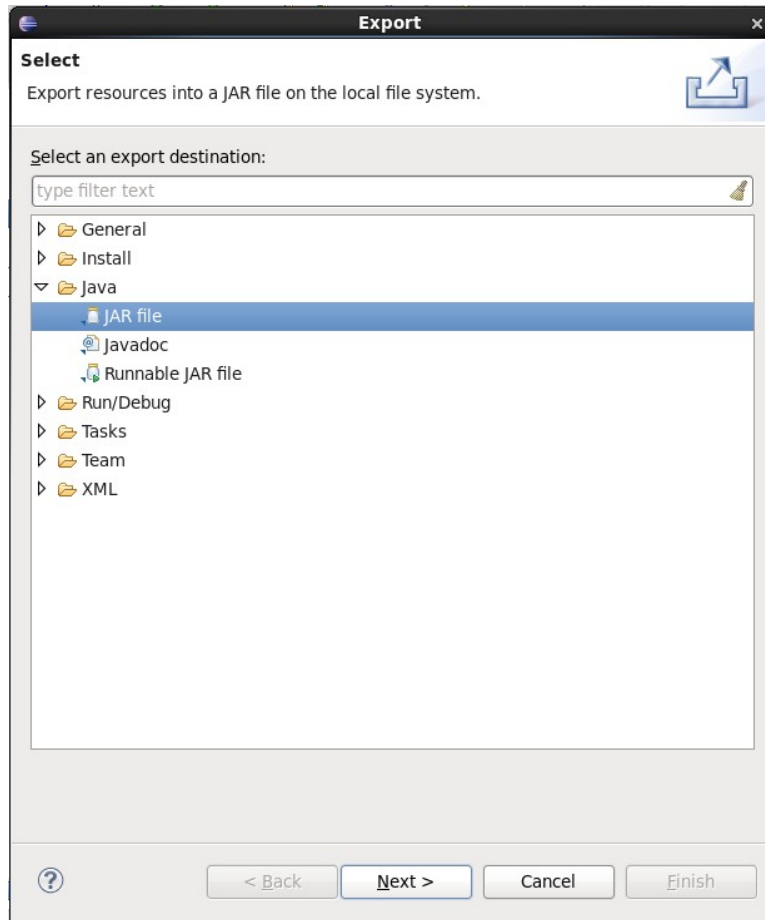 Export
Select
Export resources into a JAR file on the local file system.
Select an export destination:
type filter text
General
Install
Java
JAR file
Javadoc
Runnable JAR file
Run/Debug
Tasks
Team
XML
< Back Next > Cancel Finish